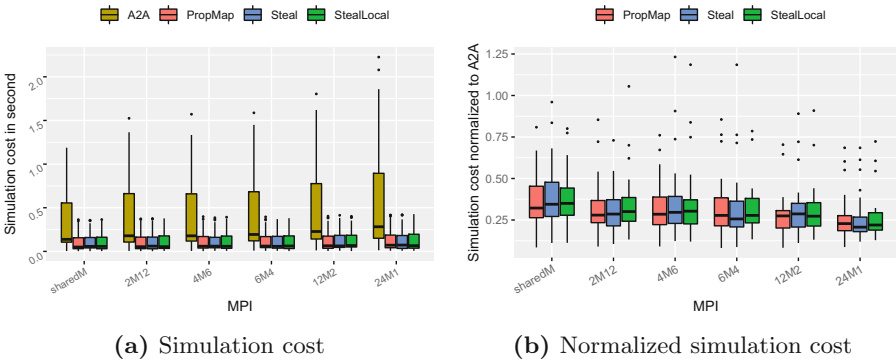 A2A PropMap Steal StealLocal
Simulation cost in second
2.0
1.5
1.0
0.5
0.0
sharedM 2M12 4M6 6M4 12M2 24M1
MPI
(a) Simulation cost
PropMap Steal StealLocal
Simulation cost normalized to A2A
1.25
1.00
0.75
0.50
0.25
sharedM 2M12 4M6 6M4 12M2 24M1
MPI
(b) Normalized simulation cost